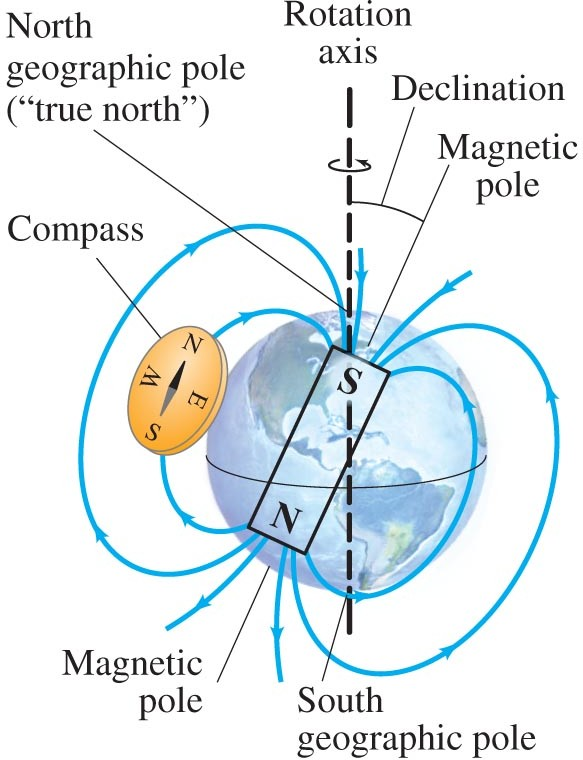 North
geographic pole
(“true north”)
Rotation
axis
Declination
Magnetic
pole
Compass
N
W
E
S
S
N
Magnetic
pole
South
geographic pole